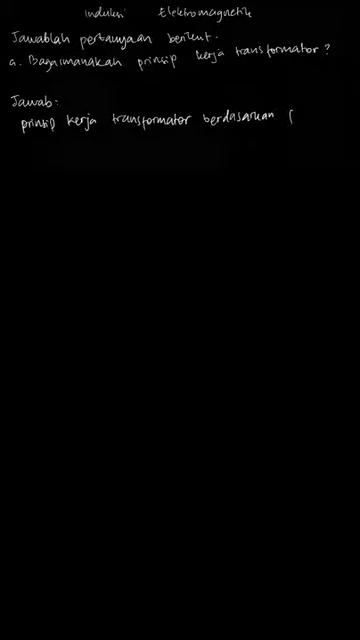 Induksi Elektromagnetik
Jawablah pertanyaan berikut.
a. Bagaimanakah prinsip kerja transformator?
Jawab:
prinsip kerja transformator berdasarkan (